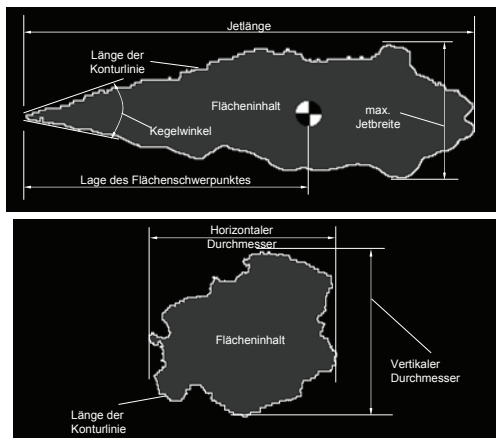 Jetlänge
Länge der
Konturlinie
Flächeninhalt
max.
Jetbreite
Kegelwinkel
Lage des Flächenschwerpunktes
Horizontaler
Durchmesser
Flächeninhalt
Vertikaler
Durchmesser
Länge der
Konturlinie